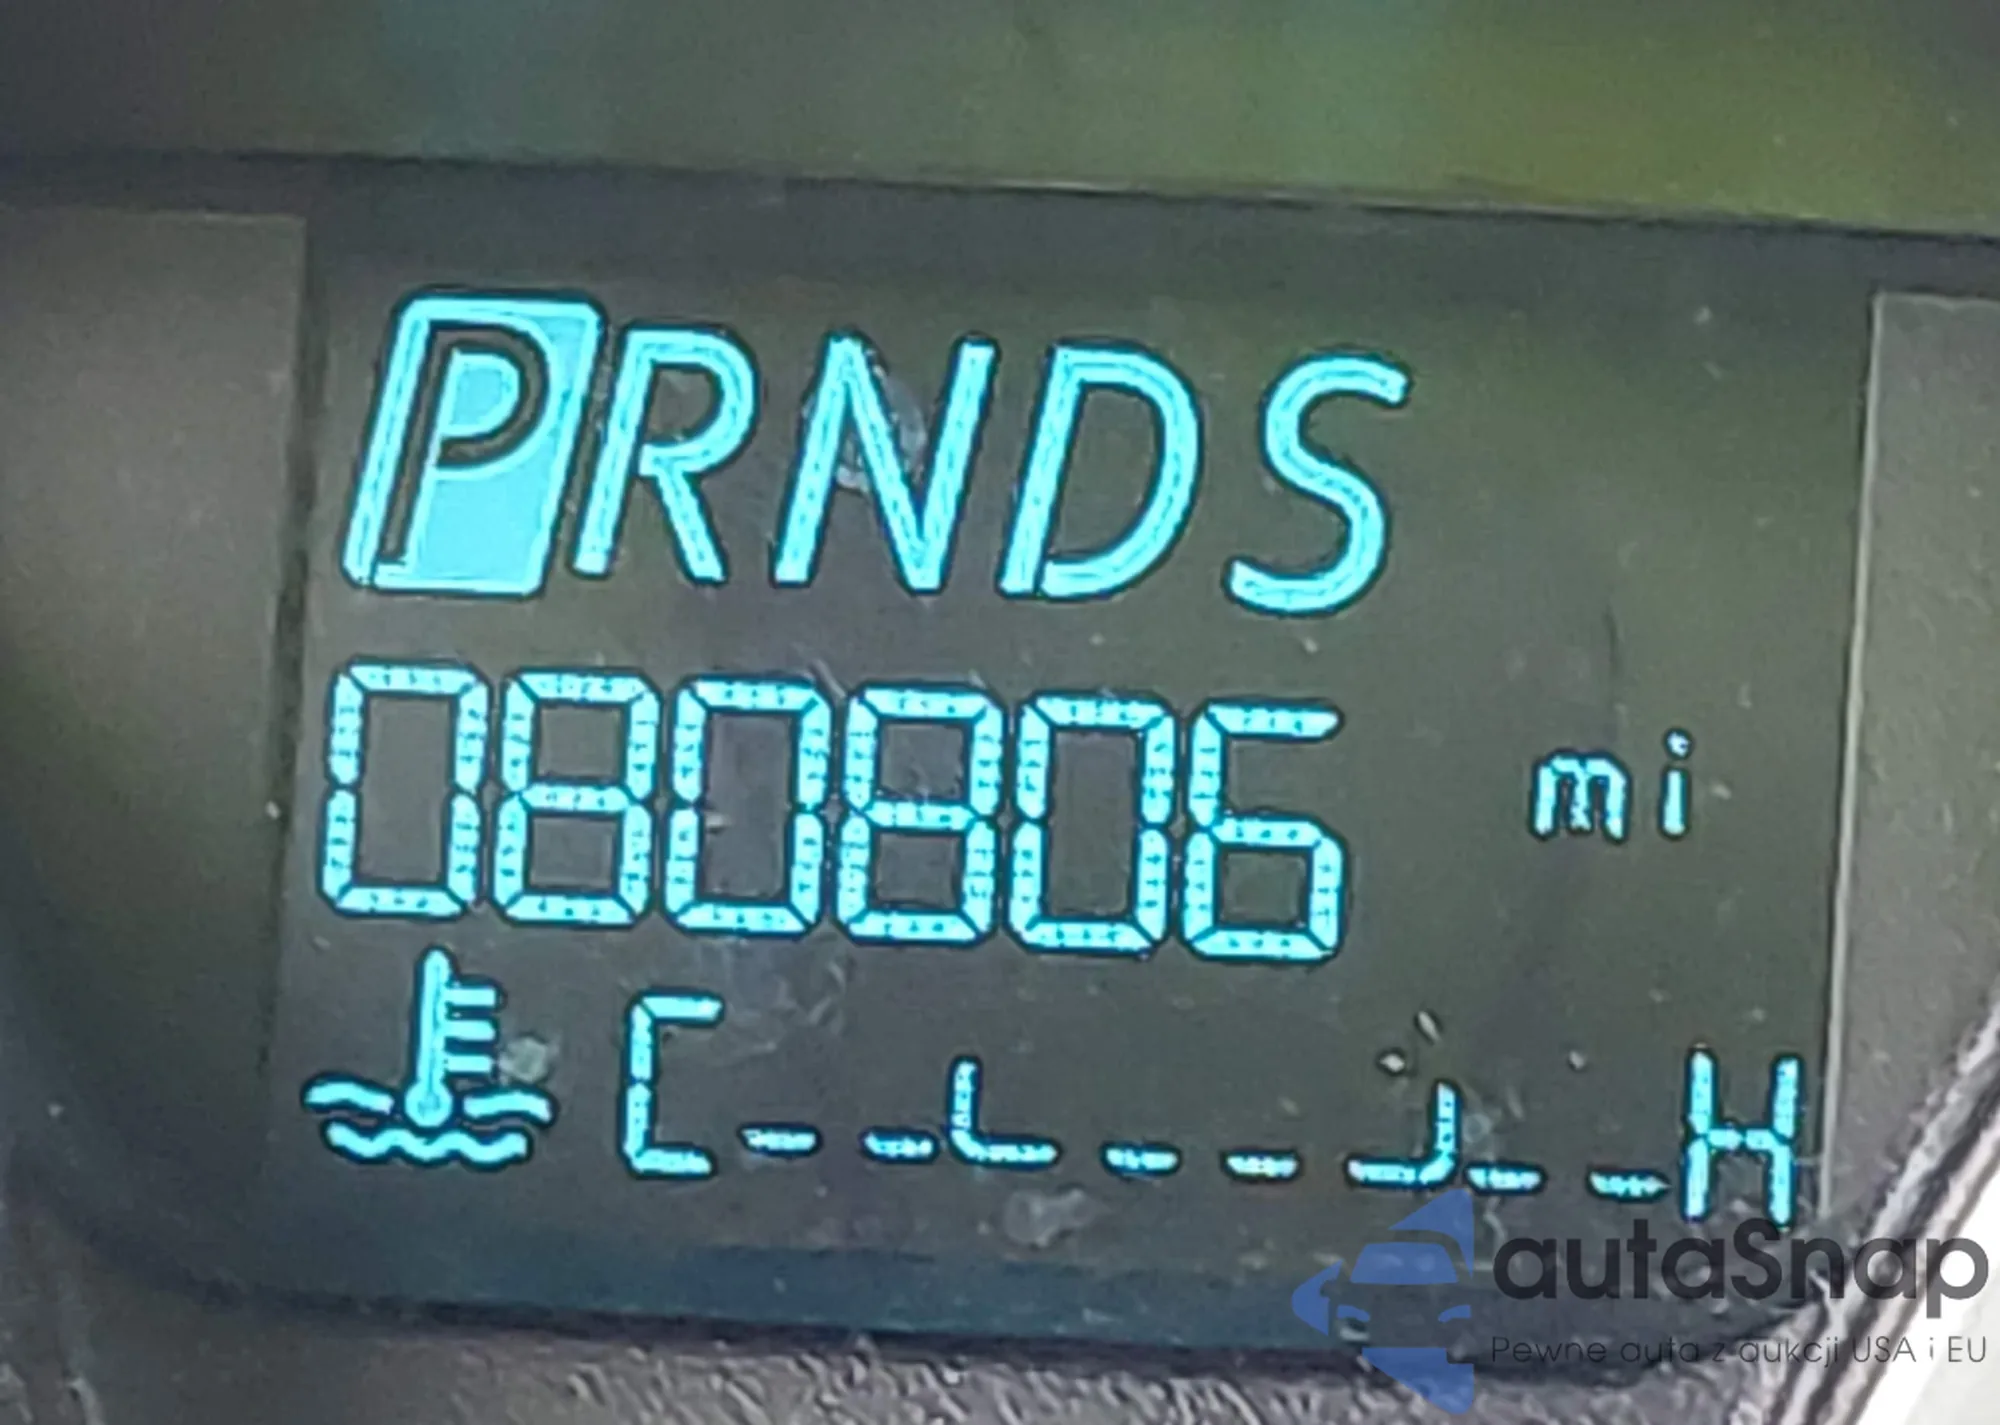 PRNDS
080806 mi
C H
autaSnap
Pewne auta z aukcji USA i EU